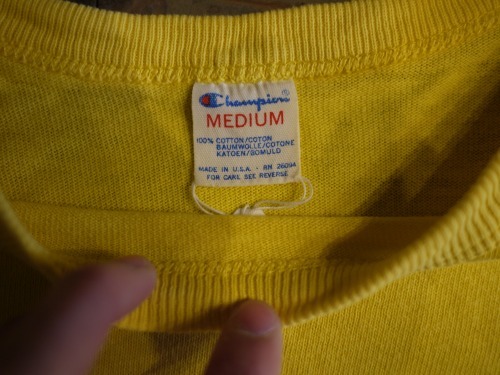 Champion®
MEDIUM
100% COTTON/COTON
BAUMWOLLE/COTONE
KATOEN/BOMULD
MADE IN U.S.A. - RN 26094
FOR CARE SEE REVERSE